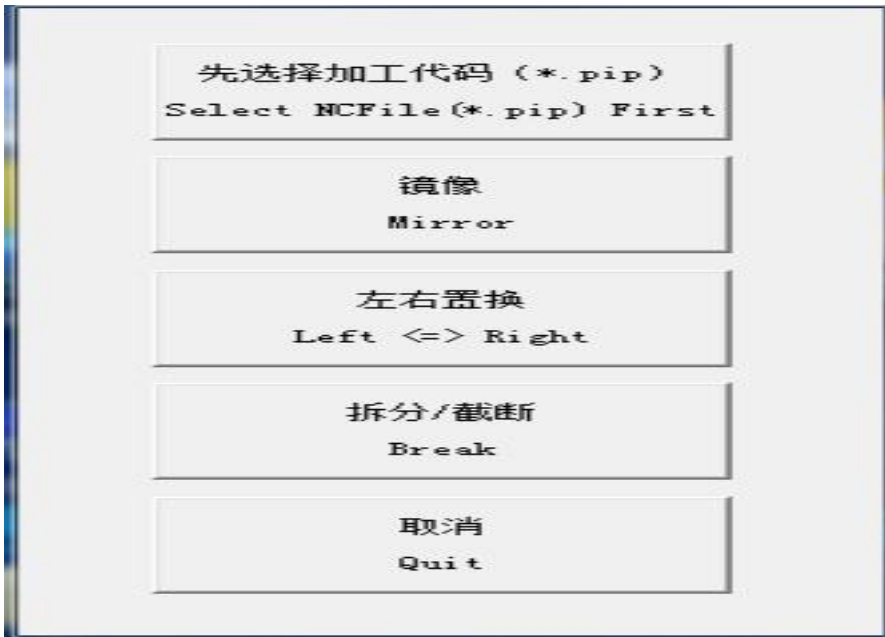 先选择加工代码（*.pip）
Select NCFile(*.pip) First
镜像
Mirror
左右置换
Left <=> Right
拆分/截断
Break
取消
Quit